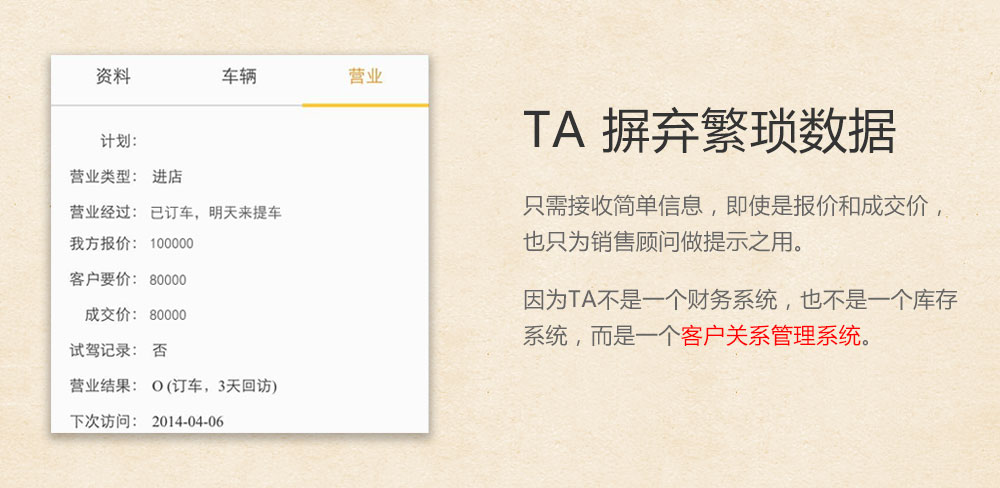 资料 车辆 营业
计划：
营业类型： 进店
营业经过： 已订车，明天来提车
我方报价： 100000
客户要价： 80000
成交价： 80000
试驾记录： 否
营业结果： O (订车，3天回访)
下次访问： 2014-04-06
TA 摒弃繁琐数据
只需接收简单信息，即使是报价和成交价，
也只为销售顾问做提示之用。
因为TA不是一个财务系统，也不是一个库存
系统，而是一个客户关系管理系统。